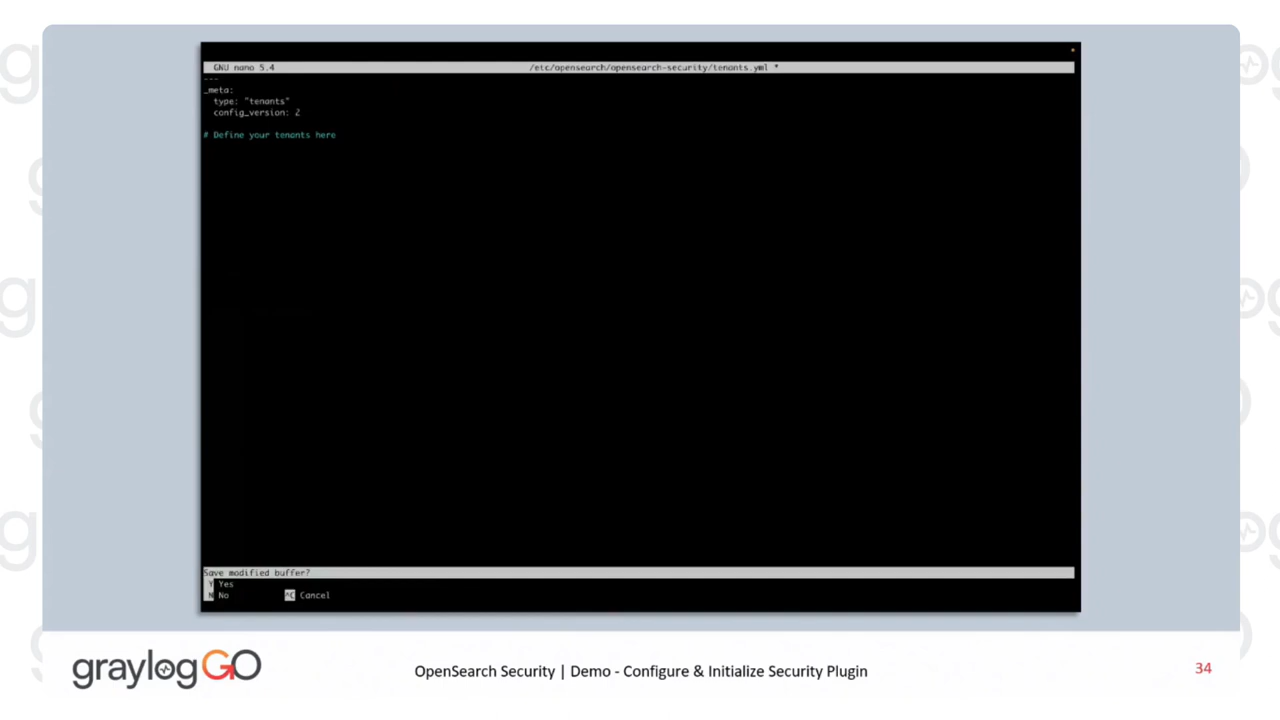 GNU nano 5.4 /etc/opensearch/opensearch-security/tenants.yml *
---
_meta:
type: "tenants"
config_version: 2
# Define your tenants here
Save modified buffer?
Y Yes
N No ^C Cancel
graylogGO
OpenSearch Security | Demo - Configure & Initialize Security Plugin
34